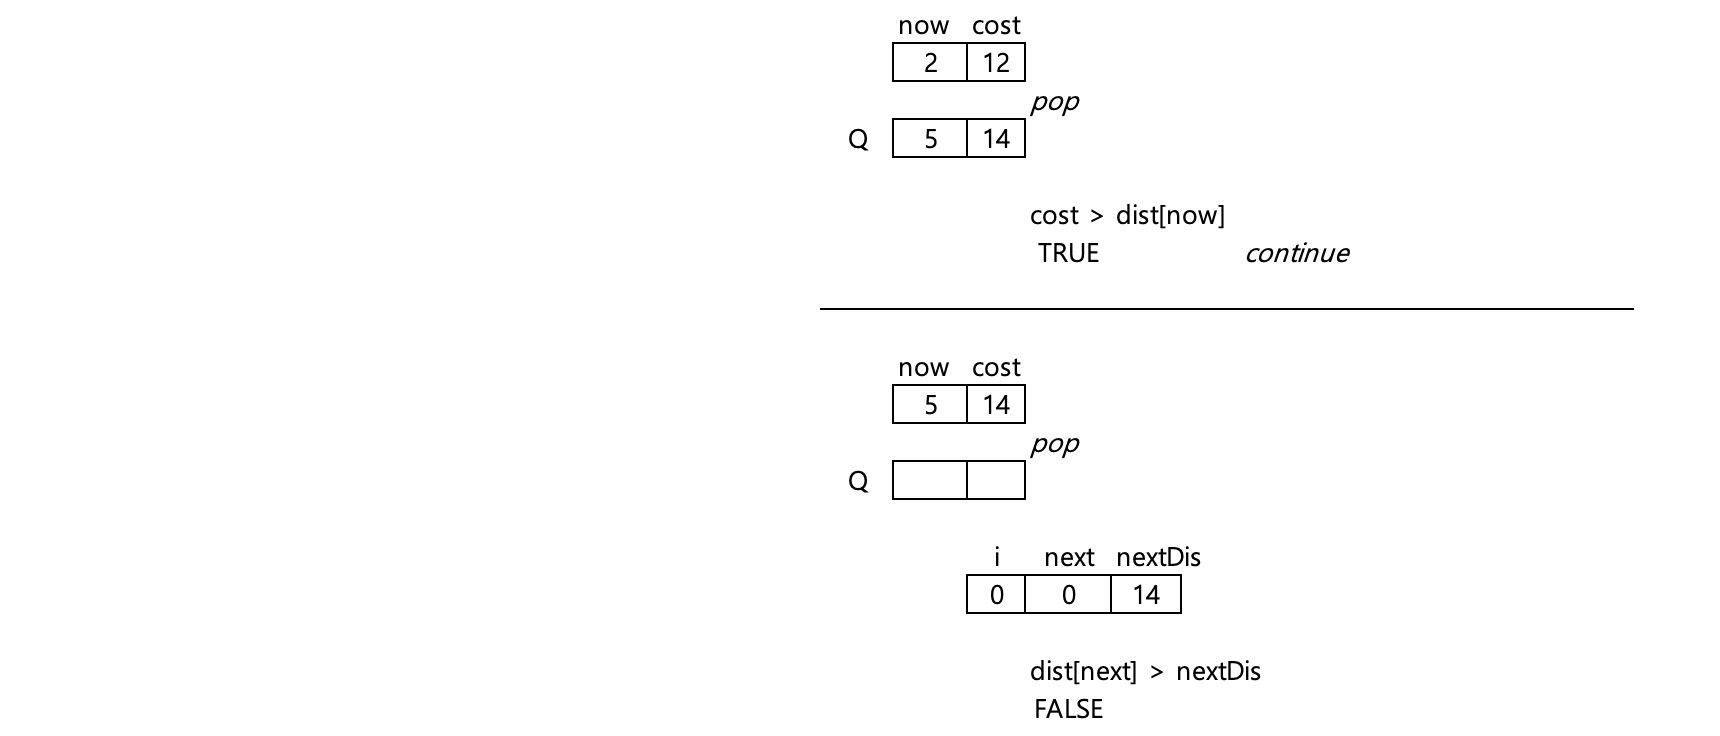 now cost
2 12
pop
Q 5 14
cost > dist[now]
TRUE continue
now cost
5 14
pop
Q
i next nextDis
0 0 14
dist[next] > nextDis
FALSE